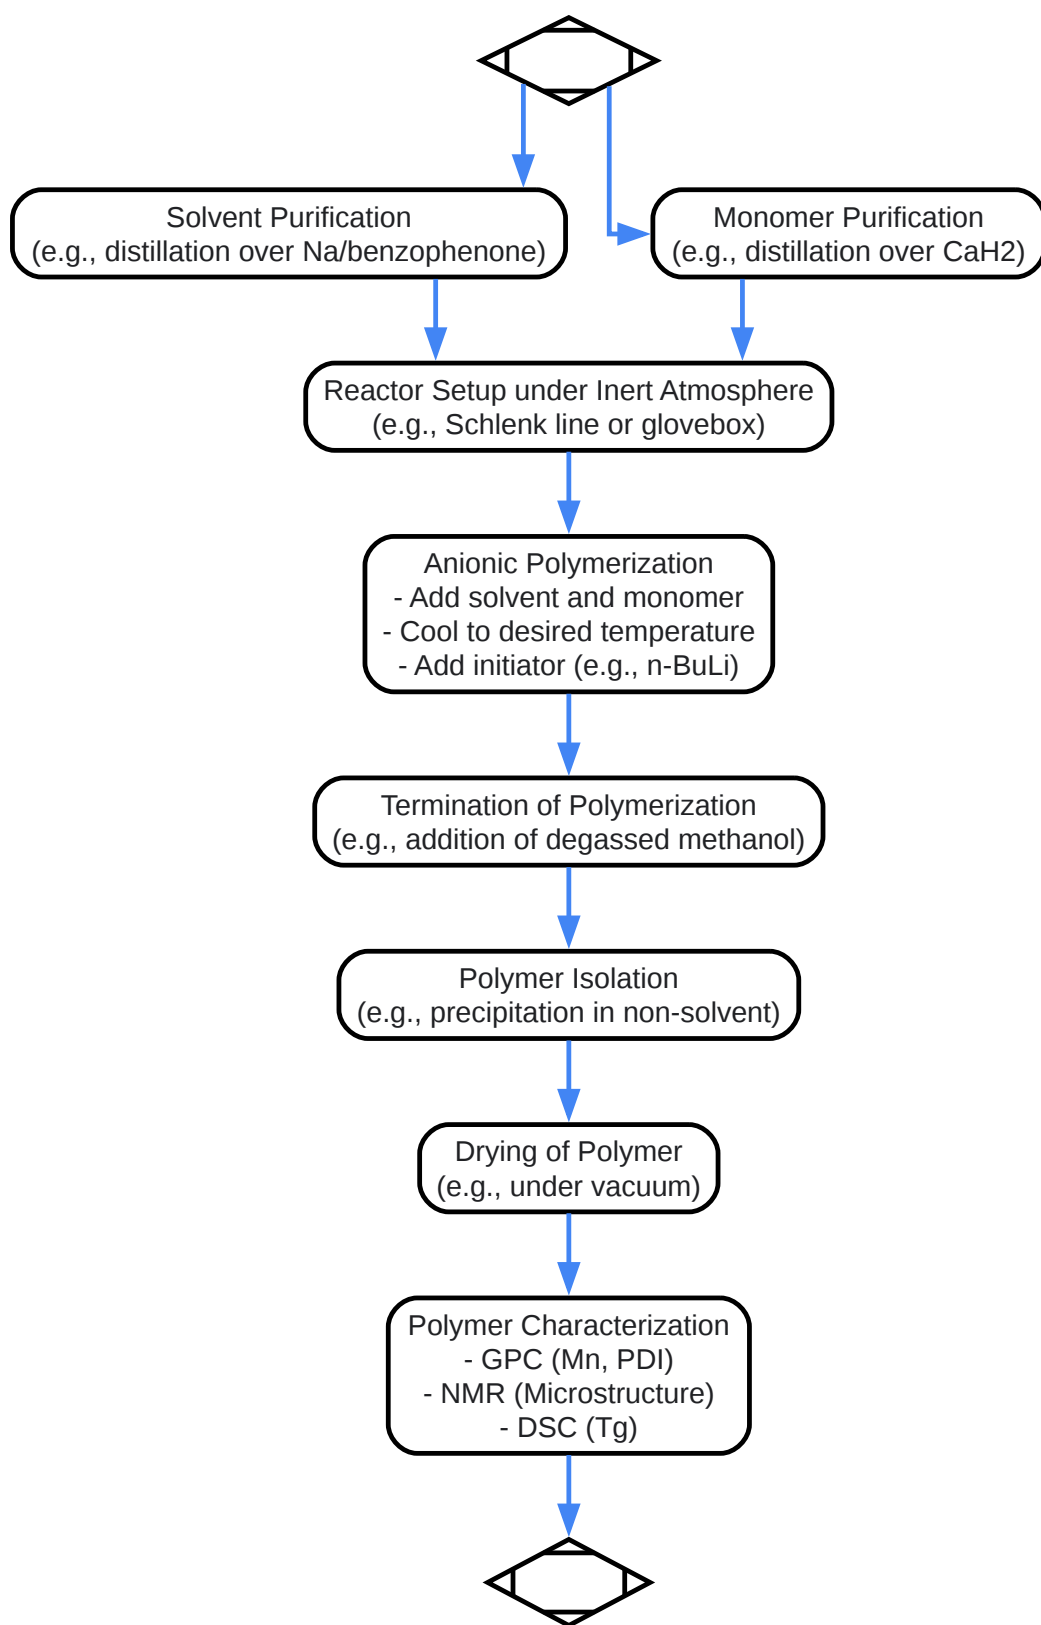 Solvent Purification
(e.g., distillation over Na/benzophenone)
Monomer Purification
(e.g., distillation over CaH2)
Reactor Setup under Inert Atmosphere
(e.g., Schlenk line or glovebox)
Anionic Polymerization
- Add solvent and monomer
- Cool to desired temperature
- Add initiator (e.g., n-BuLi)
Termination of Polymerization
(e.g., addition of degassed methanol)
Polymer Isolation
(e.g., precipitation in non-solvent)
Drying of Polymer
(e.g., under vacuum)
Polymer Characterization
- GPC (Mn, PDI)
- NMR (Microstructure)
- DSC (Tg)